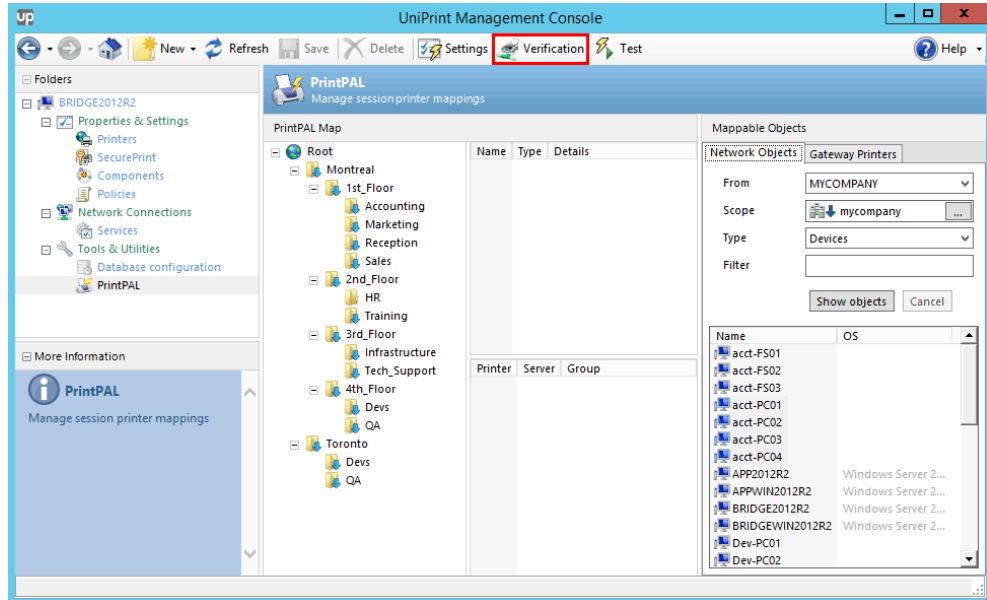 up
UniPrint Management Console
New Refresh Save Delete Settings Verification Test Help
Folders
BRIDGE2012R2
Properties & Settings
Printers
SecurePrint
Components
Policies
Network Connections
Services
Tools & Utilities
Database configuration
PrintPAL
More Information
PrintPAL
Manage session printer mappings
PrintPAL
Manage session printer mappings
PrintPAL Map
Root
Montreal
1st_Floor
Accounting
Marketing
Reception
Sales
2nd_Floor
HR
Training
3rd_Floor
Infrastructure
Tech_Support
4th_Floor
Devs
QA
Toronto
Devs
QA
Name Type Details
Printer Server Group
Mappable Objects
Network Objects Gateway Printers
From MYCOMPANY
Scope mycompany ...
Type Devices
Filter
Show objects Cancel
Name OS
acct-FS01
acct-FS02
acct-FS03
acct-PC01
acct-PC02
acct-PC03
acct-PC04
APP2012R2 Windows Server 2...
APPWIN2012R2 Windows Server 2...
BRIDGE2012R2 Windows Server 2...
BRIDGEWIN2012R2 Windows Server 2...
Dev-PC01
Dev-PC02